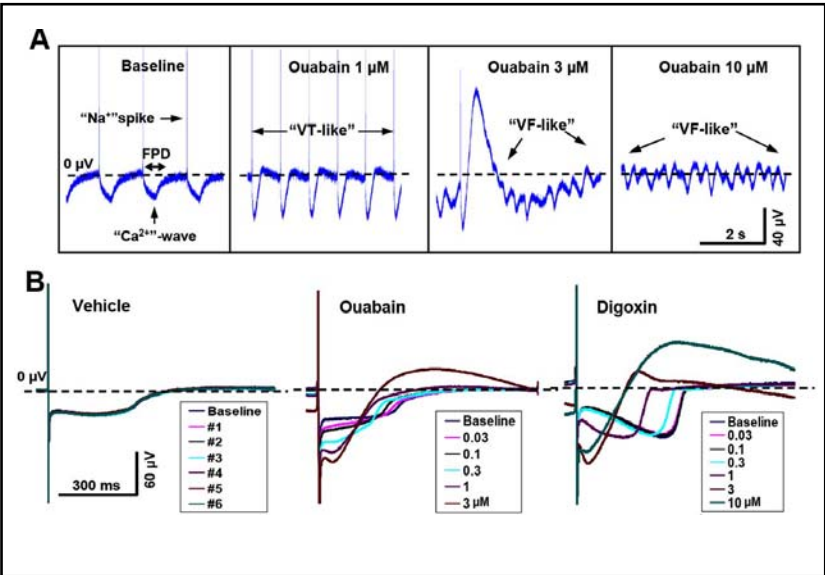 A
Baseline
Ouabain 1 µM
Ouabain 3 µM
Ouabain 10 µM
"Na⁺"spike
FPD
0 µV
"Ca²⁺"-wave
"VT-like"
"VF-like"
"VF-like"
2 s
40 µV
B
Vehicle
Ouabain
Digoxin
0 µV
300 ms
60 µV
Baseline
#1
#2
#3
#4
#5
#6
Baseline
0.03
0.1
0.3
1
3 µM
Baseline
0.03
0.1
0.3
1
3
10 µM